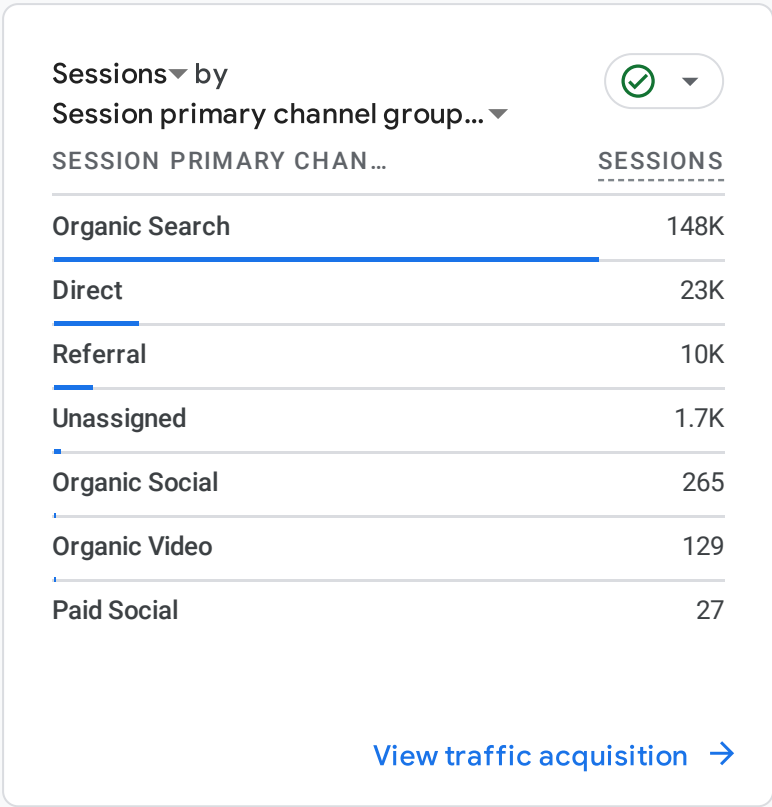 Sessions by
Session primary channel group...
SESSION PRIMARY CHAN...
SESSIONS
Organic Search 148K
Direct 23K
Referral 10K
Unassigned 1.7K
Organic Social 265
Organic Video 129
Paid Social 27
View traffic acquisition